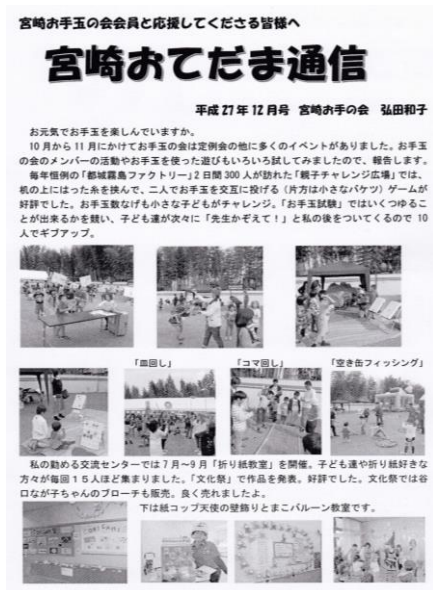 宮崎お手玉の会会員と応援してくださる皆様へ
宮崎おてだま通信
平成27年12月号　宮崎お手の会　弘田和子
お元気でお手玉を楽しんでいますか。
10月から11月にかけてお手玉の会は定例会の他に多くのイベントがありました。お手玉
の会のメンバーの活動やお手玉を使った遊びもいろいろ試してみましたので、報告します。
毎年恒例の「都城霧島ファクトリー」2日間300人が訪れた「親子チャレンジ広場」では、
机の上にはった糸を挟んで、二人でお手玉を交互に投げる（片方は小さなバケツ）ゲームが
好評でした。お手玉数なげも小さな子どもがチャレンジ。「お手玉試験」ではいくつゆるこ
とが出来るかを競い、子ども達が次々に「先生かぞえて！」と私の後をついてくるので10
人でギブアップ。
「皿回し」　「コマ回し」　「空き缶フィッシング」
私の勤める交流センターでは7月～9月「折り紙教室」を開催。子ども達や折り紙好きな
方々が毎回15人ほど集まりました。「文化祭」で作品を発表。好評でした。文化祭では谷
口なが子ちゃんのブローチも販売。良く売れましたよ。
下は紙コップ天使の壁飾りとまこバルーン教室です。